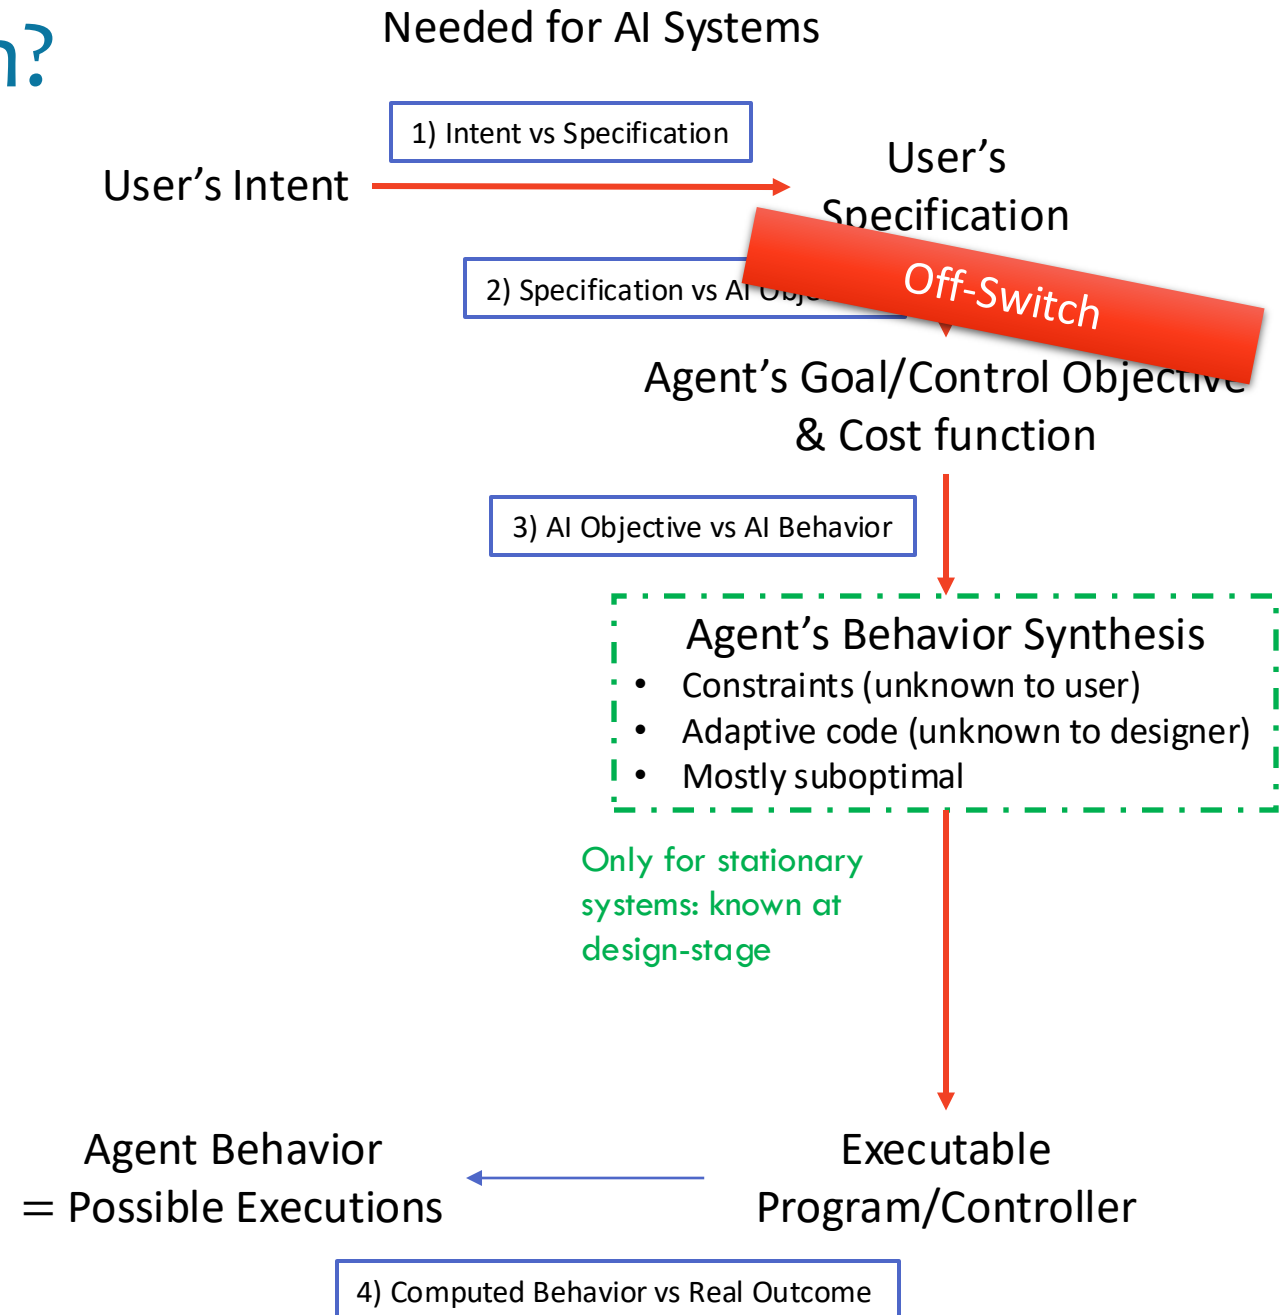 n?
Needed for AI Systems
1) Intent vs Specification
User's Intent
User's
Specification
Off-Switch
2) Specification vs AI
Agent's Goal/Control Objective
& Cost function
3) AI Objective vs AI Behavior
Agent's Behavior Synthesis
• Constraints (unknown to user)
• Adaptive code (unknown to designer)
• Mostly suboptimal
Only for stationary
systems: known at
design-stage
Agent Behavior
= Possible Executions
Executable
Program/Controller
4) Computed Behavior vs Real Outcome